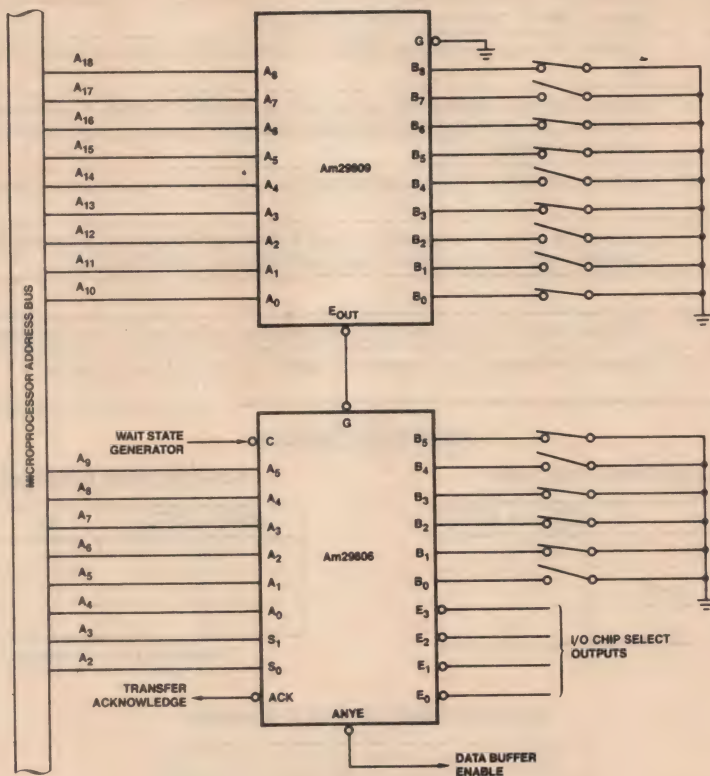 MICROPROCESSOR ADDRESS BUS
A18
A17
A16
A15
A14
A13
A12
A11
A10
A8
A7
A6
A5
A4
A3
A2
A1
A0
Am29809
EOUT
G
B8
B7
B6
B5
B4
B3
B2
B1
B0
WAIT STATE
GENERATOR
A9
A8
A7
A6
A5
A4
A3
A2
TRANSFER
ACKNOWLEDGE
G
C
A5
A4
A3
A2
A1
A0
S1
S0
ACK
Am29806
ANYE
B5
B4
B3
B2
B1
B0
E3
E2
E1
E0
I/O CHIP SELECT
OUTPUTS
DATA BUFFER
ENABLE